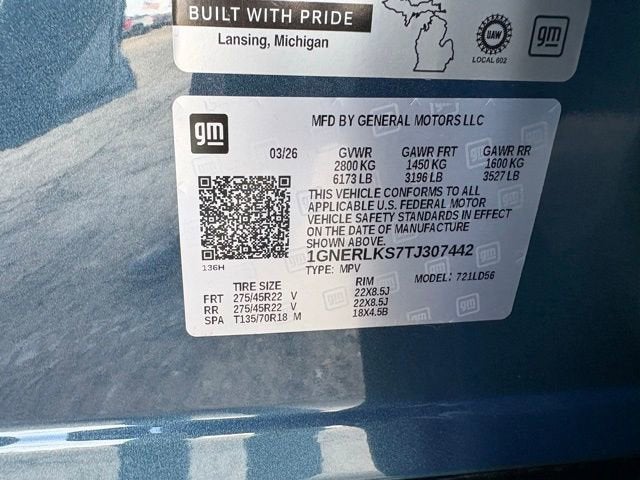 BUILT WITH PRIDE
Lansing, Michigan
UAW
LOCAL 602
gm
gm
MFD BY GENERAL MOTORS LLC
03/26 GVWR GAWR FRT GAWR RR
2800 KG 1450 KG 1600 KG
6173 LB 3196 LB 3527 LB
THIS VEHICLE CONFORMS TO ALL
APPLICABLE U.S. FEDERAL MOTOR
VEHICLE SAFETY STANDARDS IN EFFECT
ON THE DATE OF MANUFACTURE
SHOWN ABOVE.
1GNERLKS7TJ307442
136H
TYPE: MPV MODEL: 721LD56
TIRE SIZE RIM
FRT 275/45R22 V 22X8.5J
RR 275/45R22 V 22X8.5J
SPA T135/70R18 M 18X4.5B